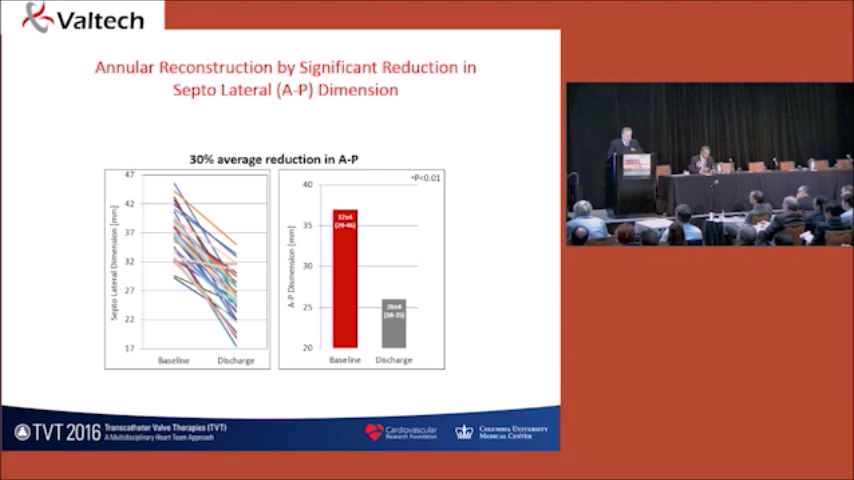 Valtech
Annular Reconstruction by Significant Reduction in
Septo Lateral (A-P) Dimension
30% average reduction in A-P
47
42
37
32
27
22
17
Septo Lateral Dimension [mm]
Baseline
Discharge
*P<0.01
40
35
30
25
20
A-P Dismension [mm]
37±4
(29-46)
26±4
(18-35)
Baseline
Discharge
TVT 2016
Transcatheter Valve Therapies (TVT)
A Multidisciplinary Heart Team Approach
Cardiovascular
Research Foundation
Columbia University
Medical Center